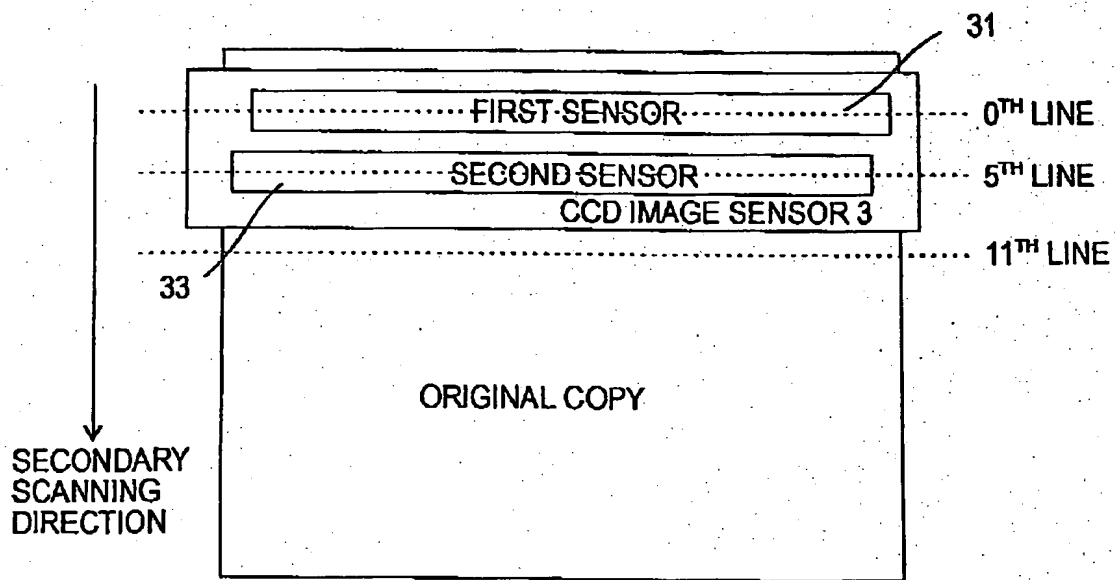 31
FIRST SENSOR
0TH LINE
SECOND SENSOR
5TH LINE
CCD IMAGE SENSOR 3
11TH LINE
33
ORIGINAL COPY
SECONDARY
SCANNING
DIRECTION